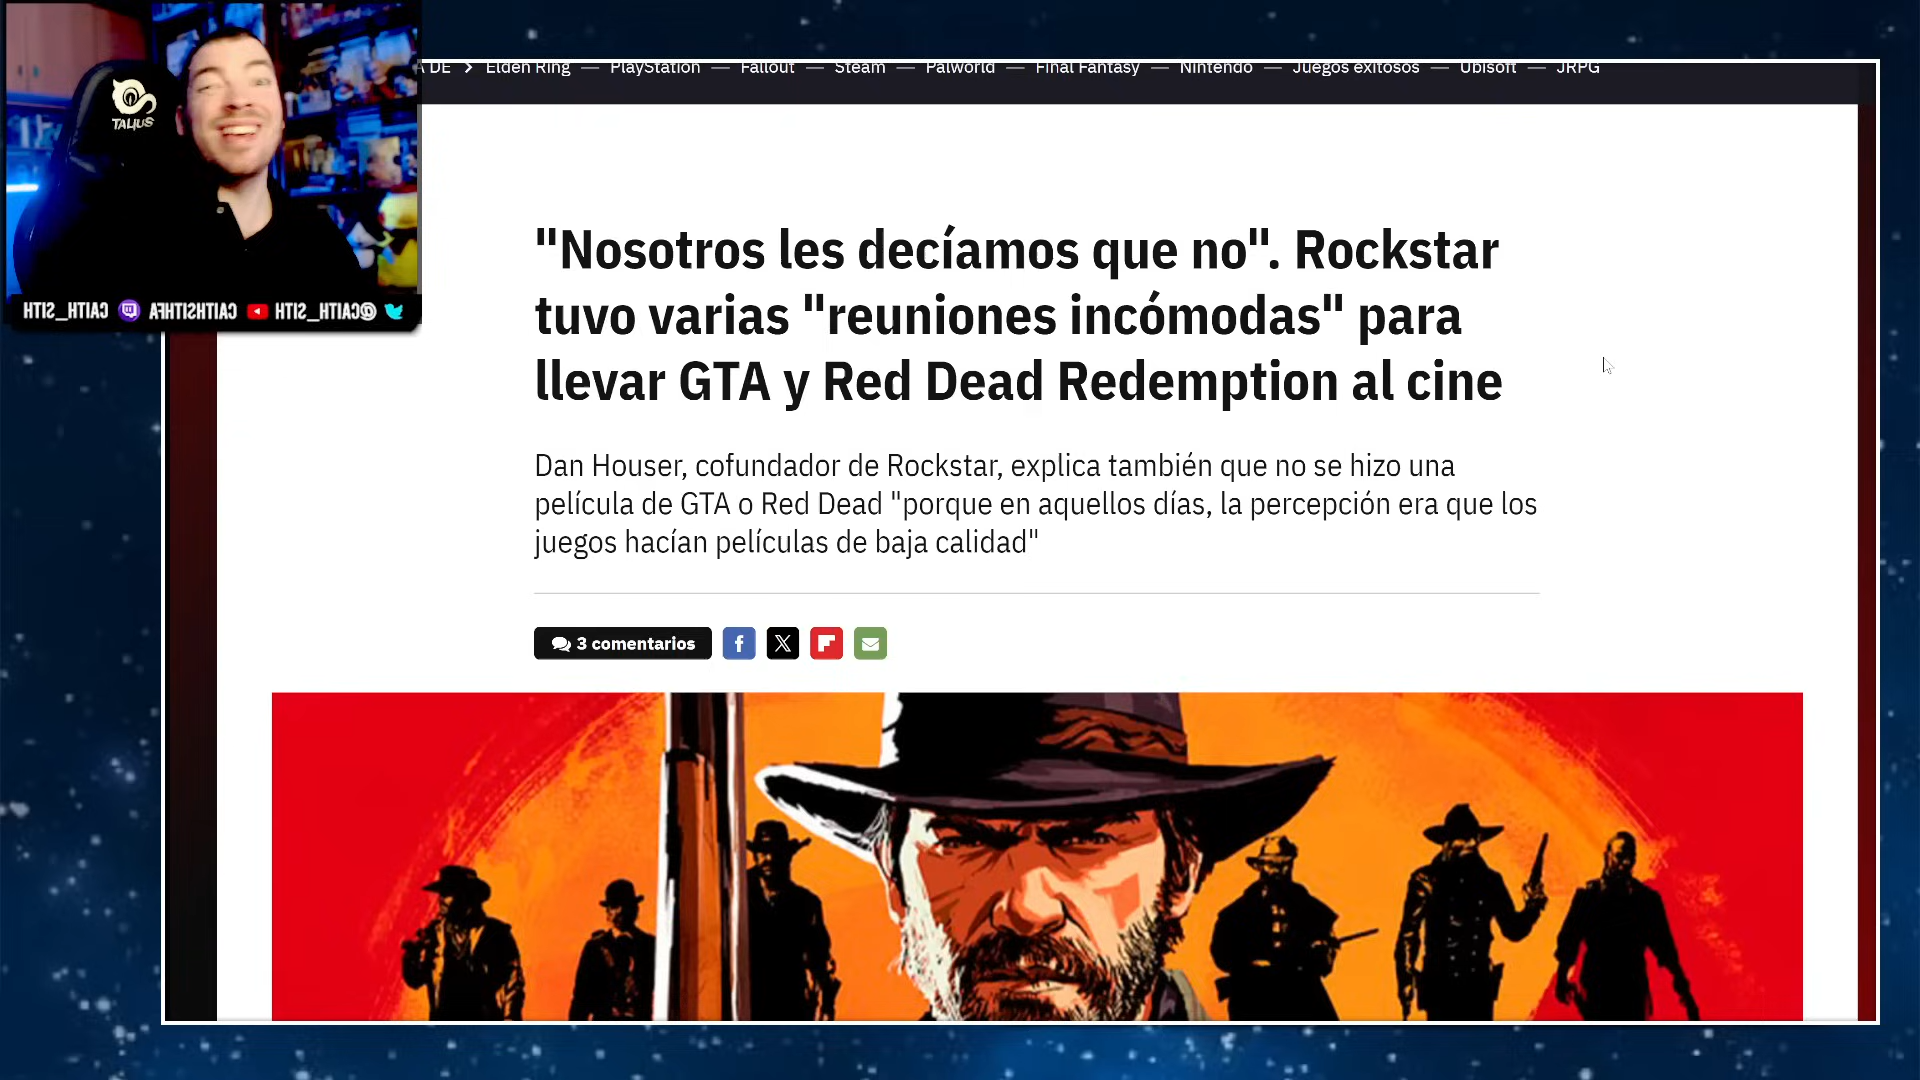 TALIUS
CAITH_SITH CAITHSITHFA @CAITH_SITH
A DE > Elden Ring — PlayStation — Fallout — Steam — Palworld — Final Fantasy — Nintendo — Juegos exitosos — Ubisoft — JRPG
"Nosotros les decíamos que no". Rockstar
tuvo varias "reuniones incómodas" para
llevar GTA y Red Dead Redemption al cine
Dan Houser, cofundador de Rockstar, explica también que no se hizo una
película de GTA o Red Dead "porque en aquellos días, la percepción era que los
juegos hacían películas de baja calidad"
3 comentarios